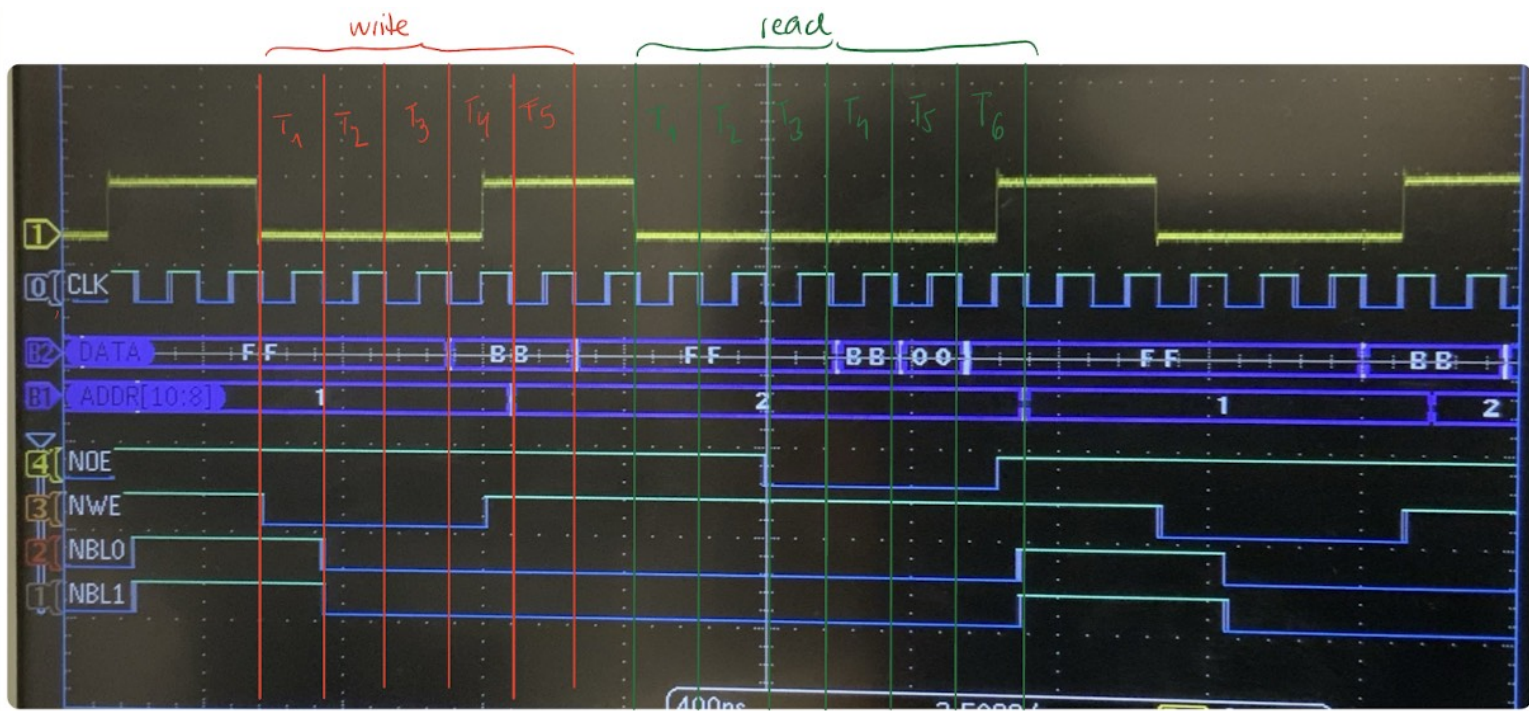 write read
T1 T2 T3 T4 T5 T1 T2 T3 T4 T5 T6
1
0 CLK
B2 DATA FF BB FF BB 00 FF BB
B1 ADDR[10:8] 1 2 1 2
4 NOE
3 NWE
2 NBL0
1 NBL1
400ns